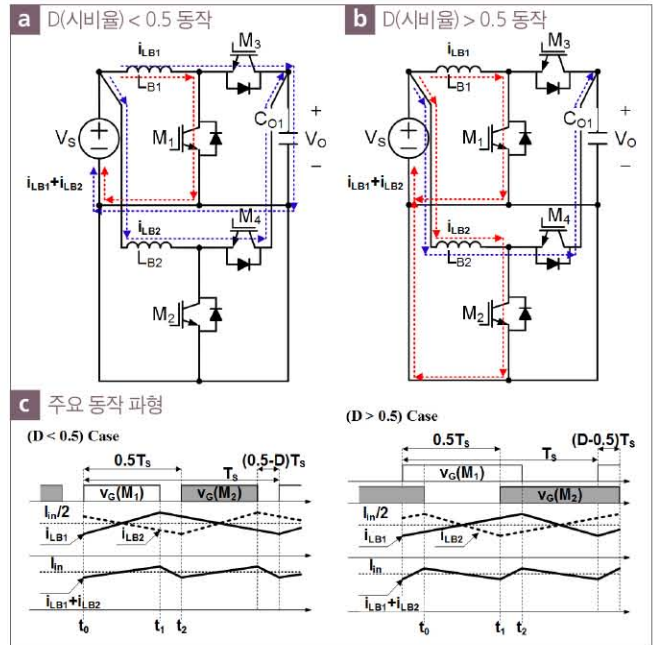 a D(시비율) < 0.5 동작
b D(시비율) > 0.5 동작
iLB1
M3
LB1
CO1
VS
M1
+
VO
−
iLB1+iLB2
iLB2
M4
LB2
M2
iLB1
M3
LB1
CO1
VS
M1
+
VO
−
iLB1+iLB2
iLB2
M4
LB2
M2
c 주요 동작 파형
(D < 0.5) Case
0.5TS
(0.5-D)TS
TS
vG(M1)
vG(M2)
Iin/2
iLB1
iLB2
Iin
iLB1+iLB2
t0
t1
t2
(D > 0.5) Case
0.5TS
(D-0.5)TS
TS
vG(M1)
vG(M2)
Iin/2
iLB1
iLB2
Iin
iLB1+iLB2
t0
t1
t2